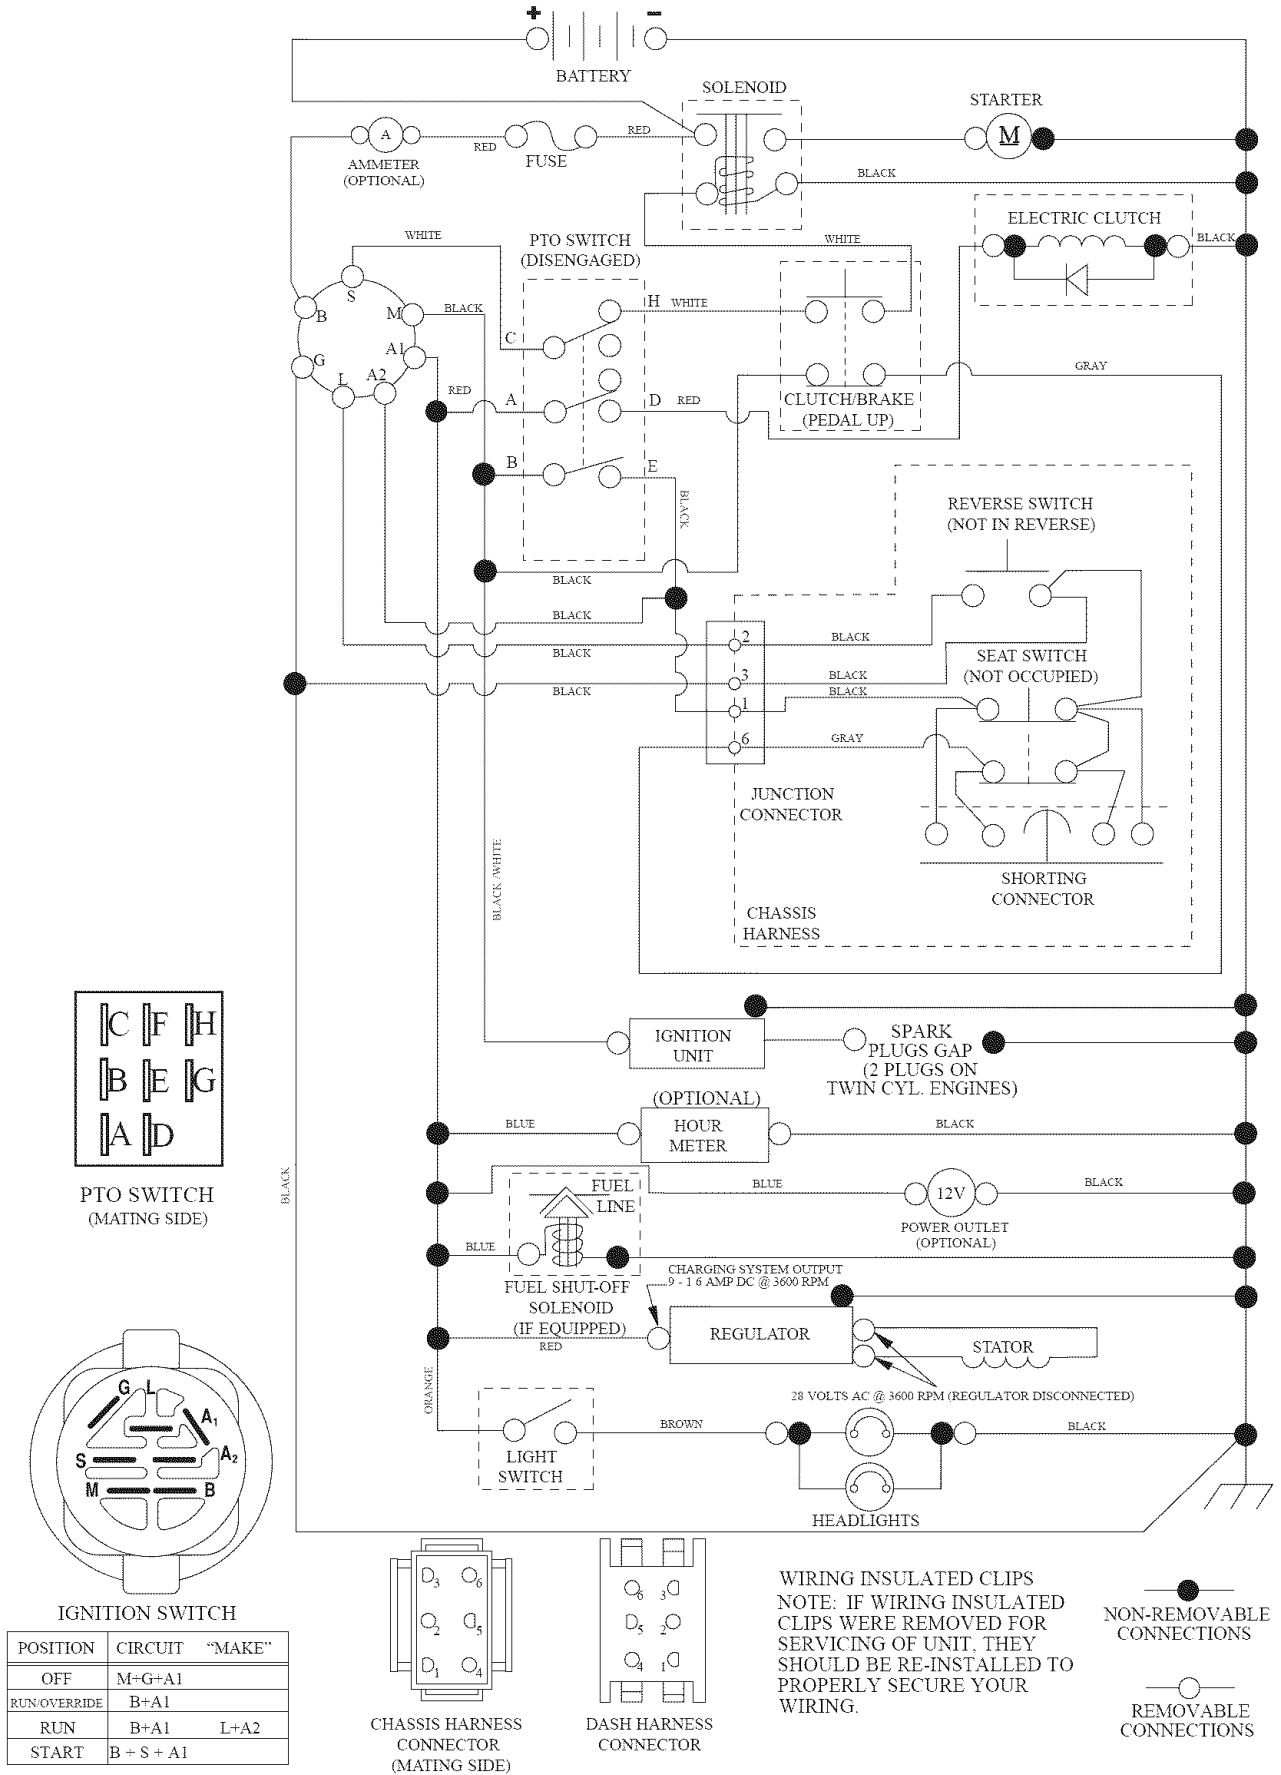 +
−
BATTERY
SOLENOID
STARTER
A
AMMETER
(OPTIONAL)
RED
FUSE
RED
M
BLACK
ELECTRIC CLUTCH
BLACK
WHITE
PTO SWITCH
(DISENGAGED)
WHITE
S
B
M
BLACK
H
WHITE
C
G
A1
L
A2
RED
A
D
RED
GRAY
CLUTCH/BRAKE
(PEDAL UP)
B
E
BLACK
REVERSE SWITCH
(NOT IN REVERSE)
BLACK
BLACK
2
BLACK
BLACK
SEAT SWITCH
(NOT OCCUPIED)
3
BLACK
BLACK
BLACK
1
6
GRAY
JUNCTION
CONNECTOR
BLACK /WHITE
SHORTING
CONNECTOR
CHASSIS
HARNESS
C F H
B E G
A D
PTO SWITCH
(MATING SIDE)
IGNITION
UNIT
SPARK
PLUGS GAP
(2 PLUGS ON
TWIN CYL. ENGINES)
(OPTIONAL)
BLUE
HOUR
METER
BLACK
BLACK
FUEL
LINE
BLUE
12V
BLACK
POWER OUTLET
(OPTIONAL)
BLUE
FUEL SHUT-OFF
SOLENOID
(IF EQUIPPED)
CHARGING SYSTEM OUTPUT
9 - 1 6 AMP DC @ 3600 RPM
RED
REGULATOR
STATOR
28 VOLTS AC @ 3600 RPM (REGULATOR DISCONNECTED)
ORANGE
LIGHT
SWITCH
BROWN
BLACK
HEADLIGHTS
G L
A1
S
A2
M
B
IGNITION SWITCH
POSITION CIRCUIT “MAKE”
OFF M+G+A1
RUN/OVERRIDE B+A1
RUN B+A1 L+A2
START B + S + A1
3 6
2 5
1 4
CHASSIS HARNESS
CONNECTOR
(MATING SIDE)
6 3
5 2
4 1
DASH HARNESS
CONNECTOR
WIRING INSULATED CLIPS
NOTE: IF WIRING INSULATED
CLIPS WERE REMOVED FOR
SERVICING OF UNIT, THEY
SHOULD BE RE-INSTALLED TO
PROPERLY SECURE YOUR
WIRING.
NON-REMOVABLE
CONNECTIONS
REMOVABLE
CONNECTIONS